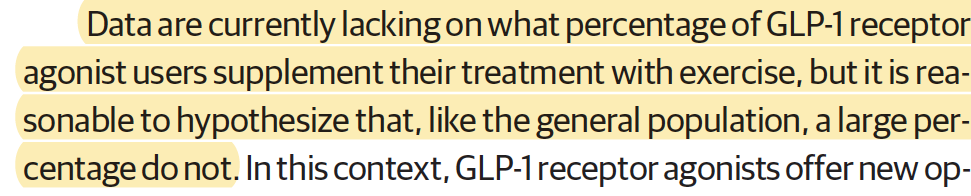 Data are currently lacking on what percentage of GLP-1 receptor
agonist users supplement their treatment with exercise, but it is rea-
sonable to hypothesize that, like the general population, a large per-
centage do not. In this context, GLP-1 receptor agonists offer new op-